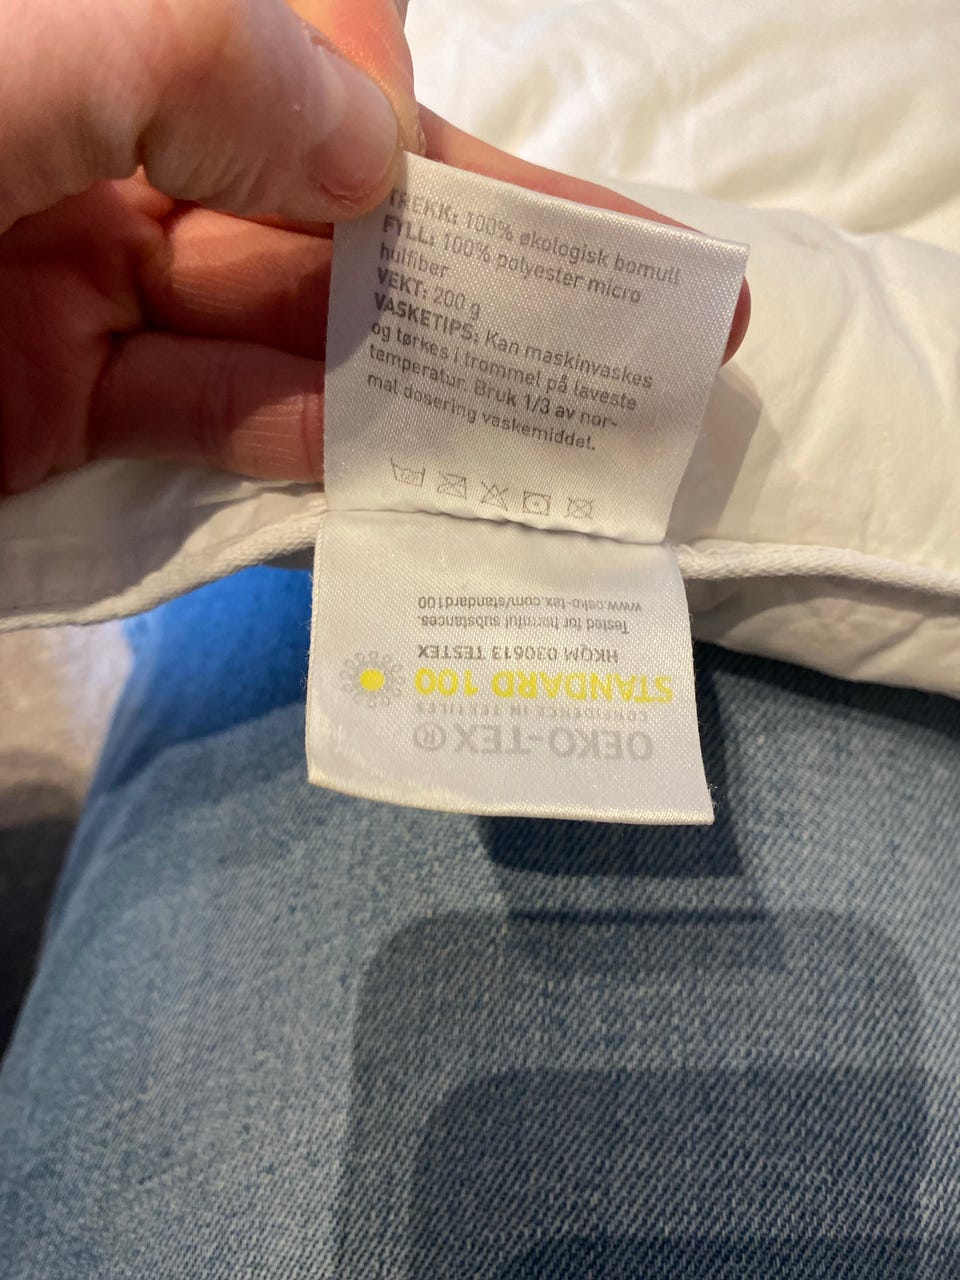 TREKK: 100% økologisk bomull
FYLL: 100% polyester micro
hulfiber
VEKT: 200 g
VASKETIPS: Kan maskinvaskes
og tørkes i trommel på laveste
temperatur. Bruk 1/3 av nor-
mal dosering vaskemiddel.
OEKO-TEX®
CONFIDENCE IN TEXTILES
STANDARD 100
HKQM 030613 TESTEX
Tested for harmful substances.
www.oeko-tex.com/standard100